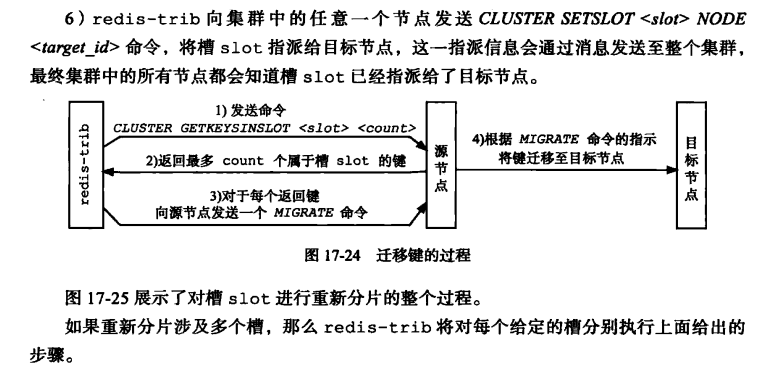 6）redis-trib 向集群中的任意一个节点发送 CLUSTER SETSLOT <slot> NODE
<target_id> 命令，将槽 slot 指派给目标节点，这一指派信息会通过消息发送至整个集群，
最终集群中的所有节点都会知道槽 slot 已经指派给了目标节点。
redis-trib
1) 发送命令
CLUSTER GETKEYSINSLOT <slot> <count>
2)返回最多 count 个属于槽 slot 的键
3)对于每个返回键
向源节点发送一个 MIGRATE 命令
源节点
4)根据 MIGRATE 命令的指示
将键迁移至目标节点
目标节点
图 17-24 迁移键的过程
图 17-25 展示了对槽 slot 进行重新分片的整个过程。
如果重新分片涉及多个槽，那么 redis-trib 将对每个给定的槽分别执行上面给出的
步骤。